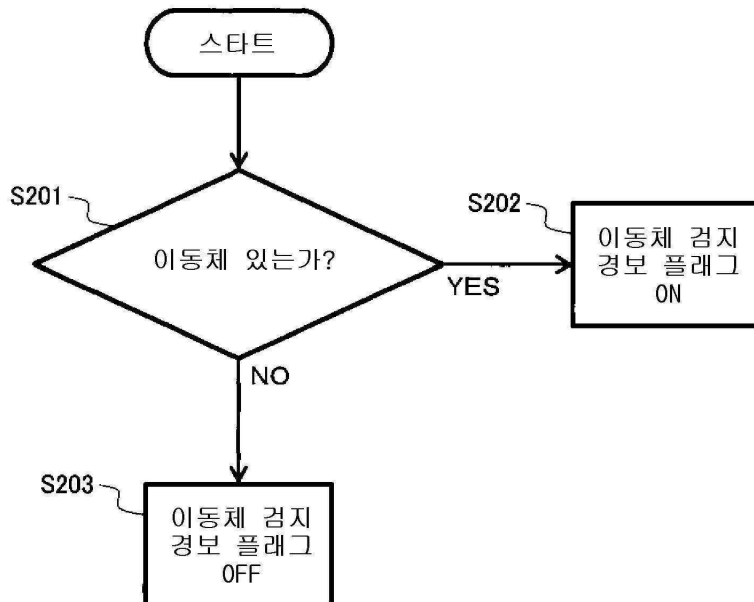 스타트
S201
이동체 있는가?
YES
S202
이동체 검지
경보 플래그
ON
NO
S203
이동체 검지
경보 플래그
OFF